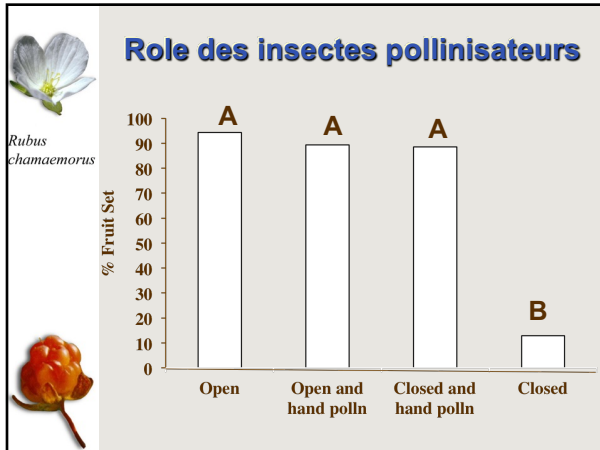 Role des insectes pollinisateurs
Rubus
chamaemorus
% Fruit Set
100
90
80
70
60
50
40
30
20
10
0
A
A
A
B
Open
Open and
hand polln
Closed and
hand polln
Closed